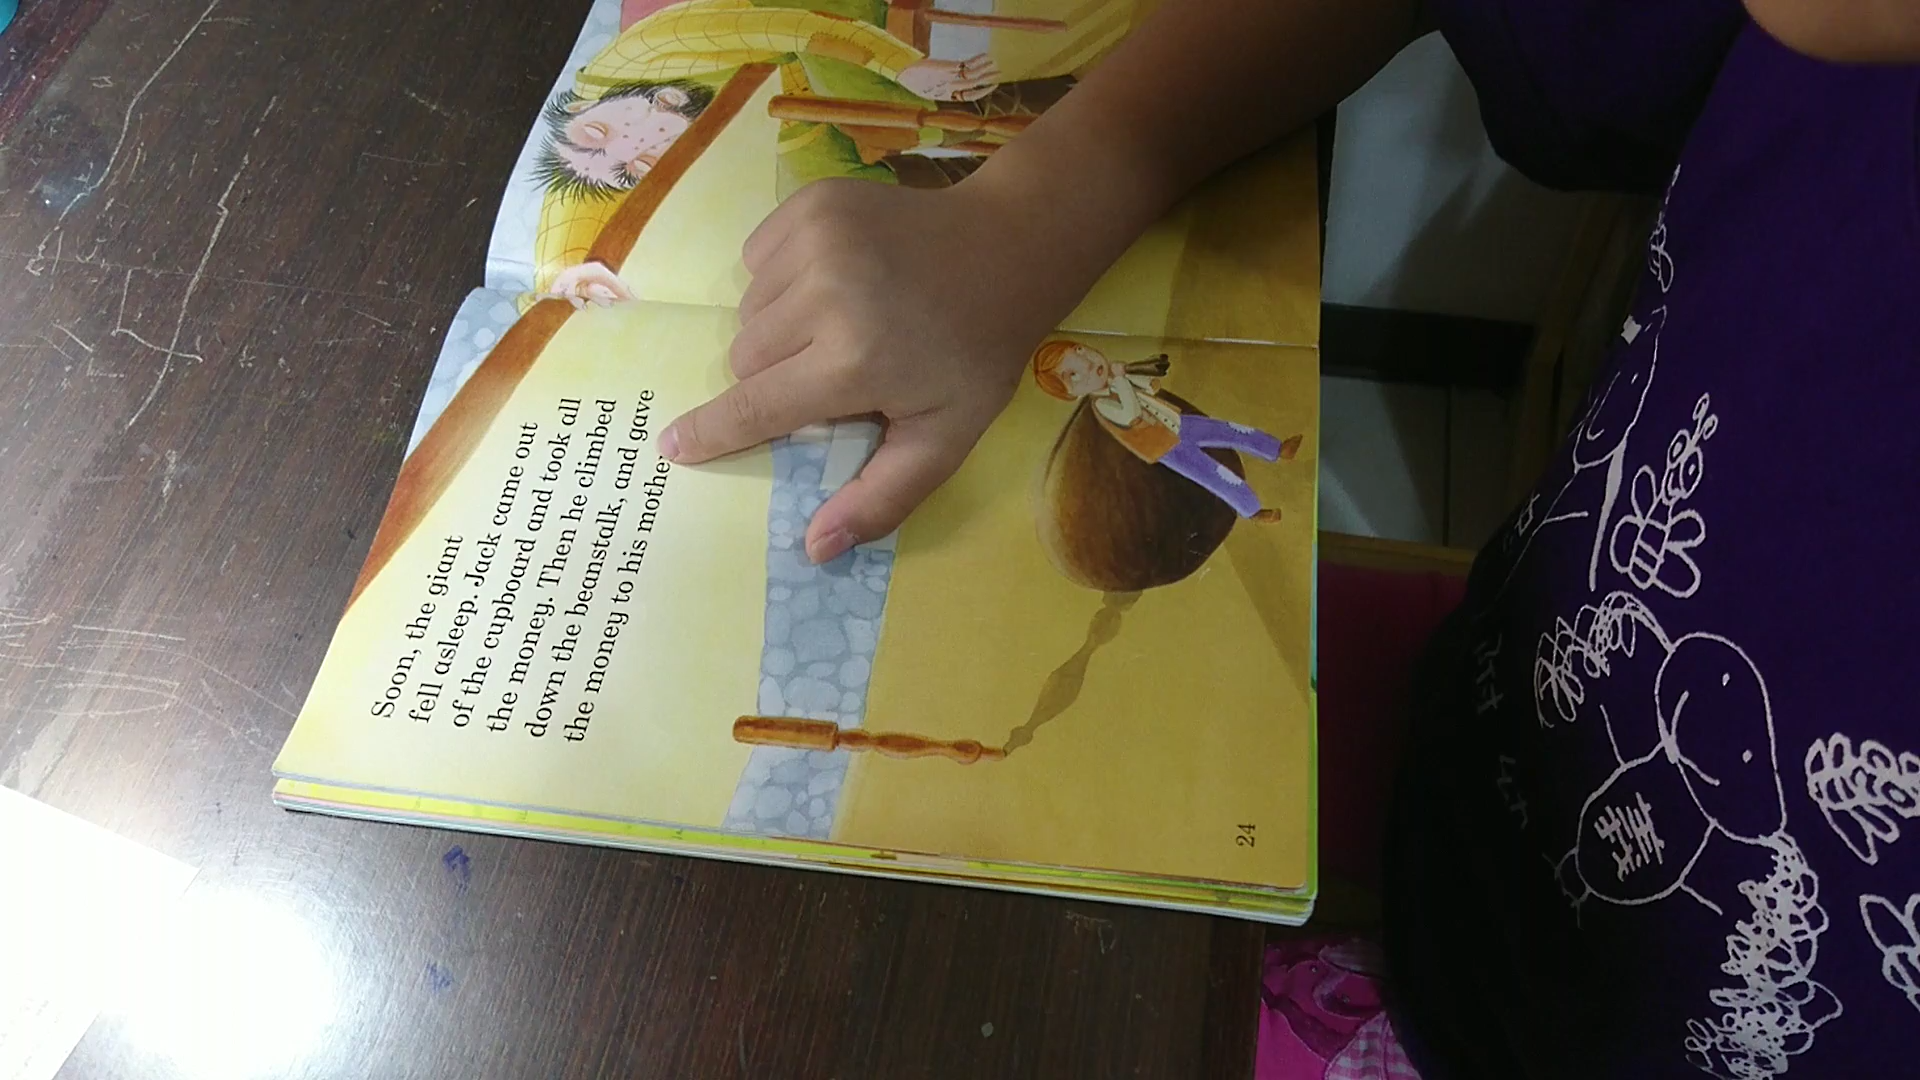 Soon, the giant
fell asleep. Jack came out
of the cupboard and took all
the money. Then he climbed
down the beanstalk, and gave
the money to his mother
24